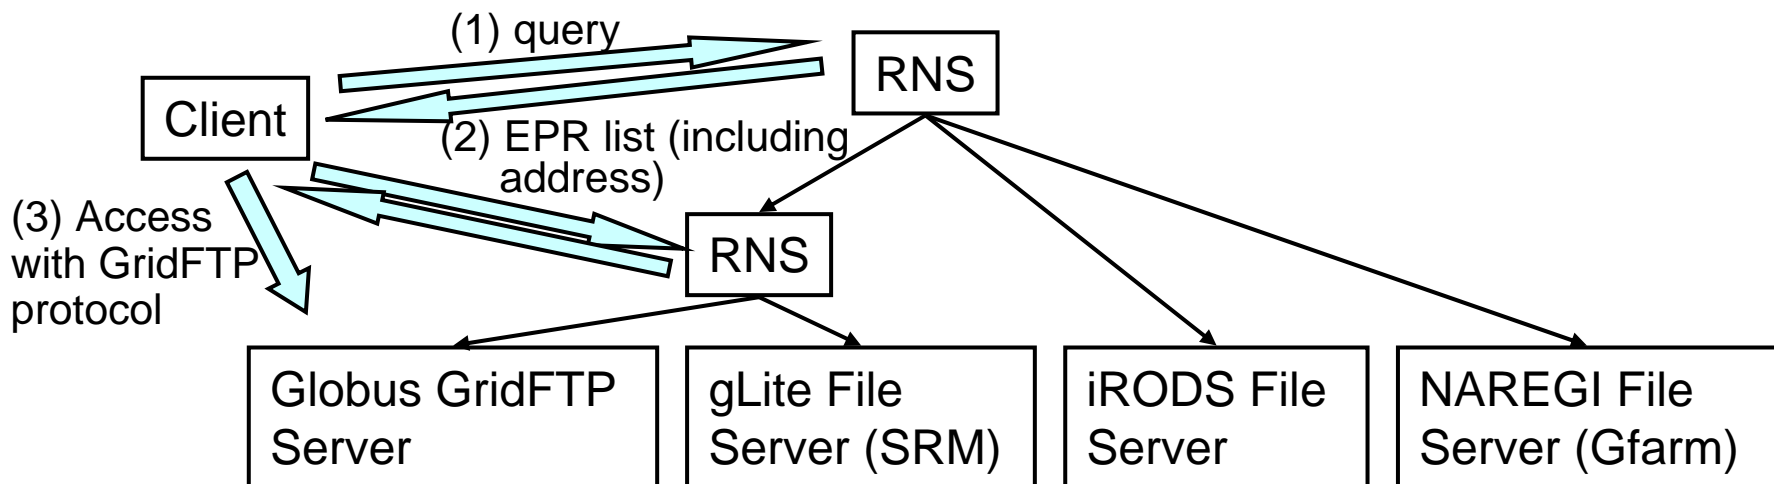 (1) query
RNS
Client
(2) EPR list (including
address)
(3) Access
with GridFTP
protocol
RNS
Globus GridFTP
Server
gLite File
Server (SRM)
iRODS File
Server
NAREGI File
Server (Gfarm)